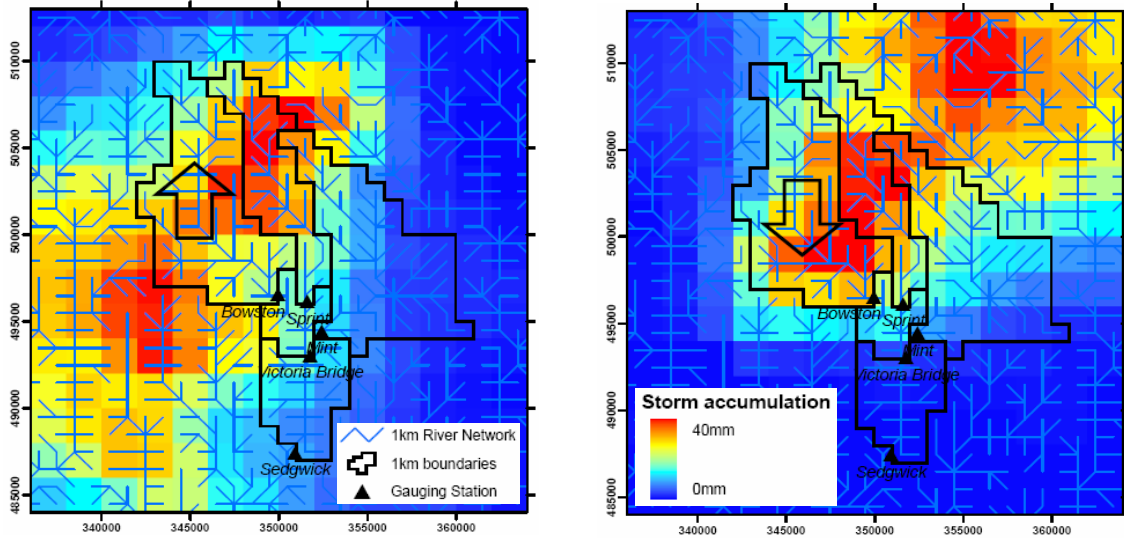 510000
505000
500000
495000
490000
485000
Bowston
Sprint
Mint
Victoria Bridge
Sedgwick
1km River Network
1km boundaries
Gauging Station
340000 345000 350000 355000 360000
510000
505000
500000
495000
490000
485000
Bowston
Sprint
Mint
Victoria Bridge
Sedgwick
Storm accumulation
40mm
0mm
340000 345000 350000 355000 360000